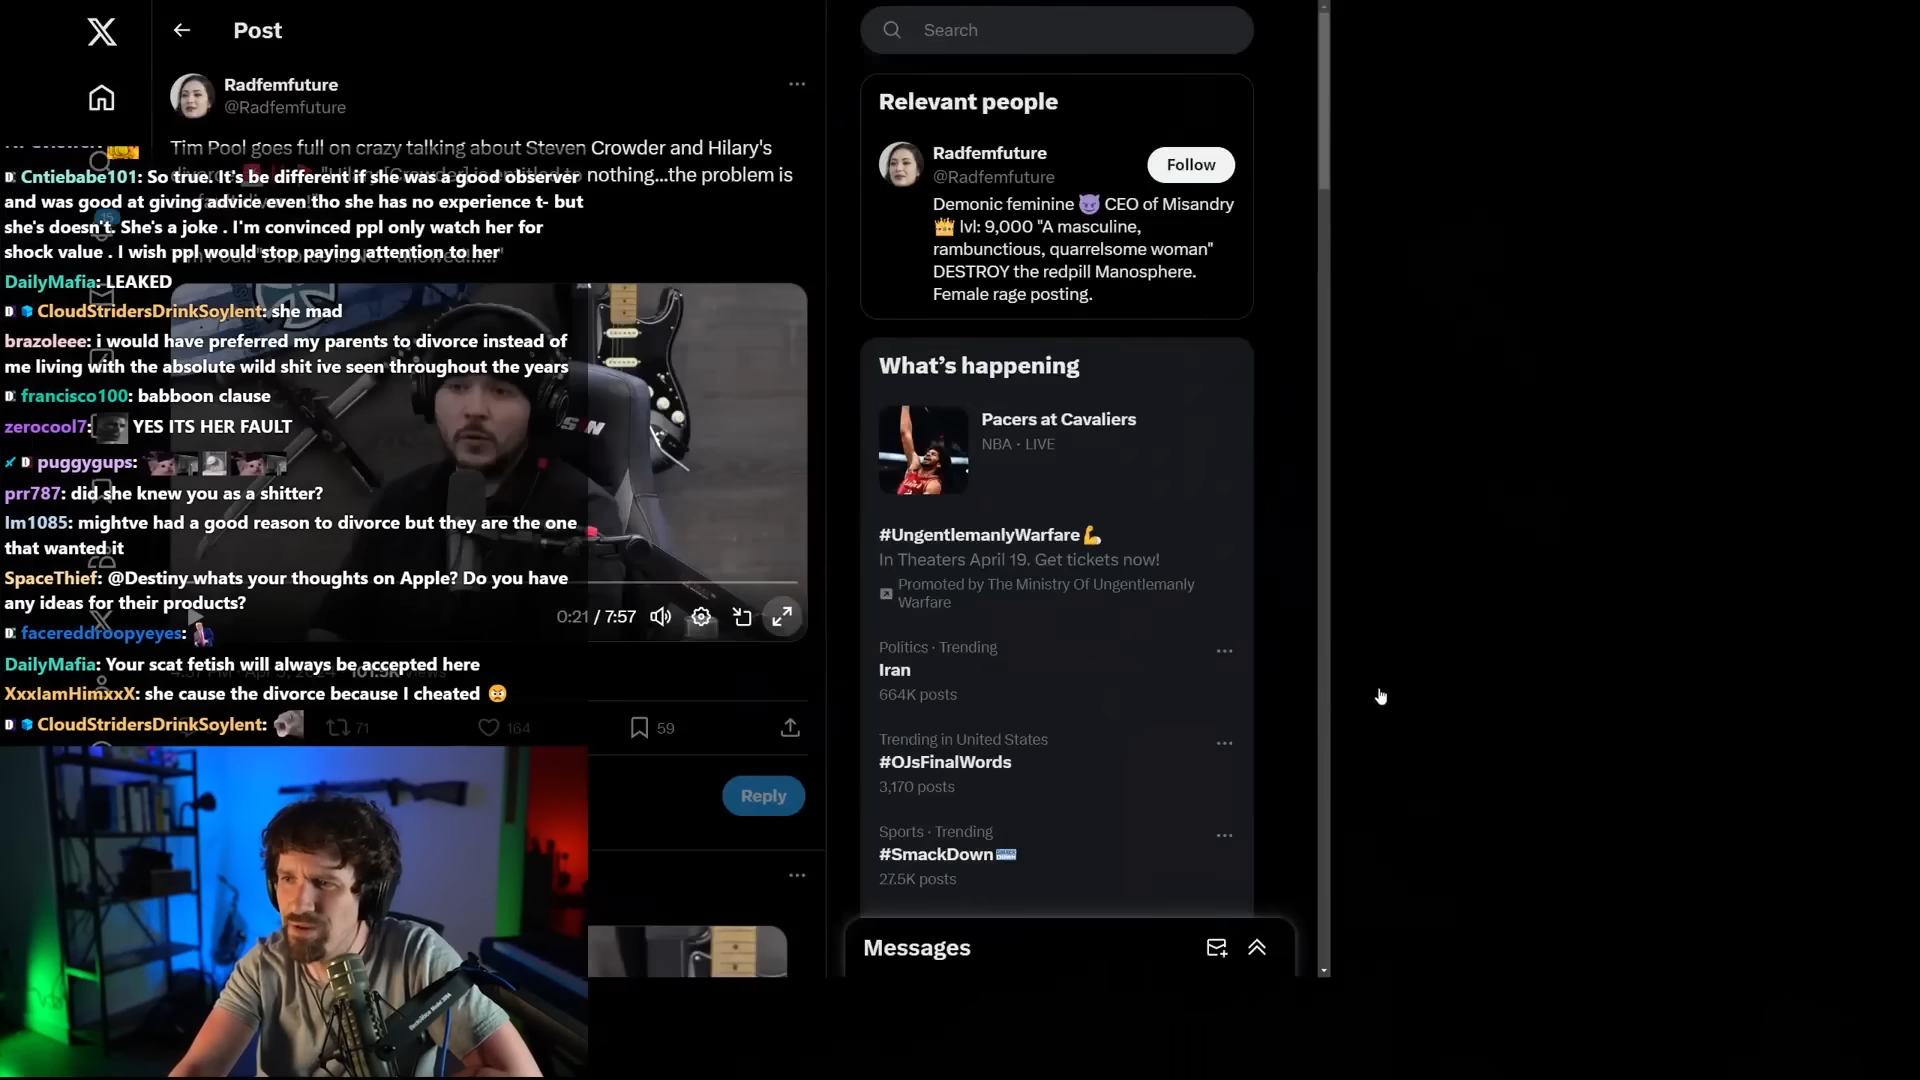 Post
Radfemfuture
@Radfemfuture
Tim Pool goes full on crazy talking about Steven Crowder and Hilary's
nothing...the problem is
Cntiebabe101: So true. It's be different if she was a good observer
and was good at giving advice even tho she has no experience t- but
she's doesn't. She's a joke . I'm convinced ppl only watch her for
shock value . I wish ppl would stop paying attention to her
DailyMafia: LEAKED
CloudStridersDrinkSoylent: she mad
brazoleee: i would have preferred my parents to divorce instead of
me living with the absolute wild shit ive seen throughout the years
francisco100: babboon clause
zerocool7: YES ITS HER FAULT
puggygups:
prr787: did she knew you as a shitter?
lm1085: mightve had a good reason to divorce but they are the one
that wanted it
SpaceThief: @Destiny whats your thoughts on Apple? Do you have
any ideas for their products?
facereddroopyeyes:
DailyMafia: Your scat fetish will always be accepted here
XxxIamHimxxX: she cause the divorce because I cheated 😡
CloudStridersDrinkSoylent:
0:21 / 7:57
71
164
59
Reply
Search
Relevant people
Radfemfuture
@Radfemfuture
Follow
Demonic feminine 😈 CEO of Misandry
👑 lvl: 9,000 "A masculine,
rambunctious, quarrelsome woman"
DESTROY the redpill Manosphere.
Female rage posting.
What's happening
Pacers at Cavaliers
NBA · LIVE
#UngentlemanlyWarfare💪
In Theaters April 19. Get tickets now!
Promoted by The Ministry Of Ungentlemanly
Warfare
Politics · Trending
Iran
664K posts
Trending in United States
#OJsFinalWords
3,170 posts
Sports · Trending
#SmackDown
27.5K posts
Messages